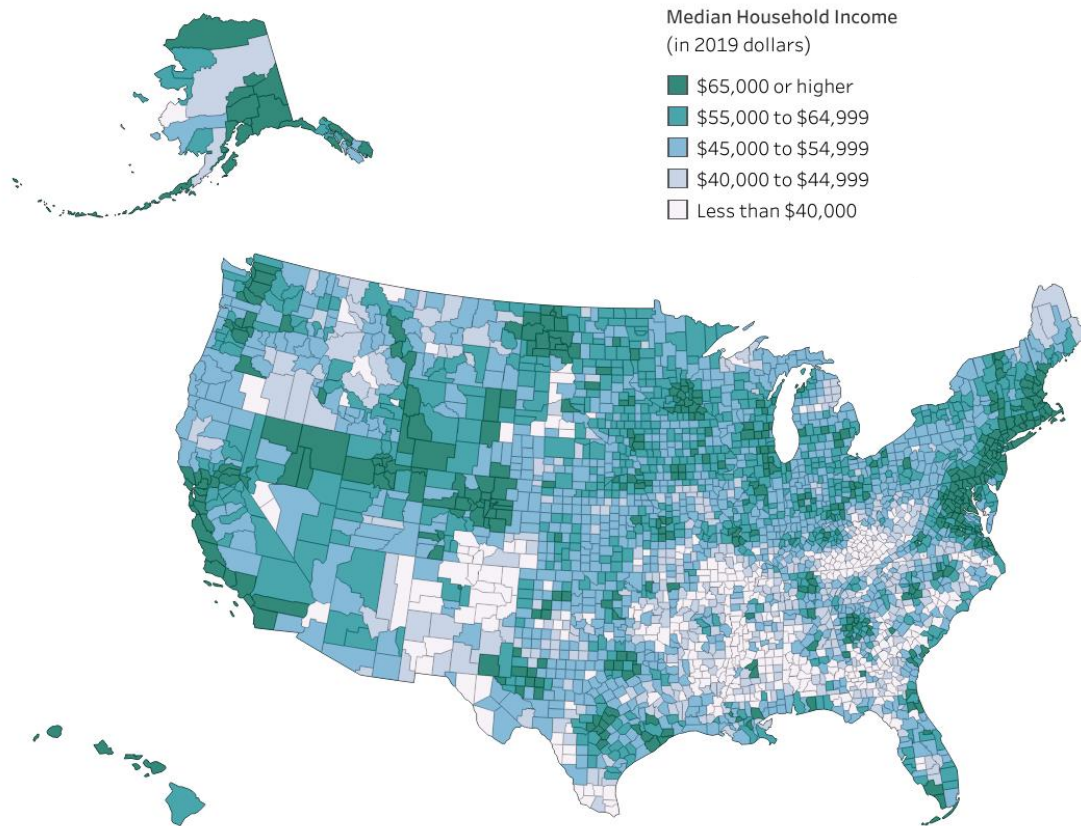 Median Household Income
(in 2019 dollars)
$65,000 or higher
$55,000 to $64,999
$45,000 to $54,999
$40,000 to $44,999
Less than $40,000